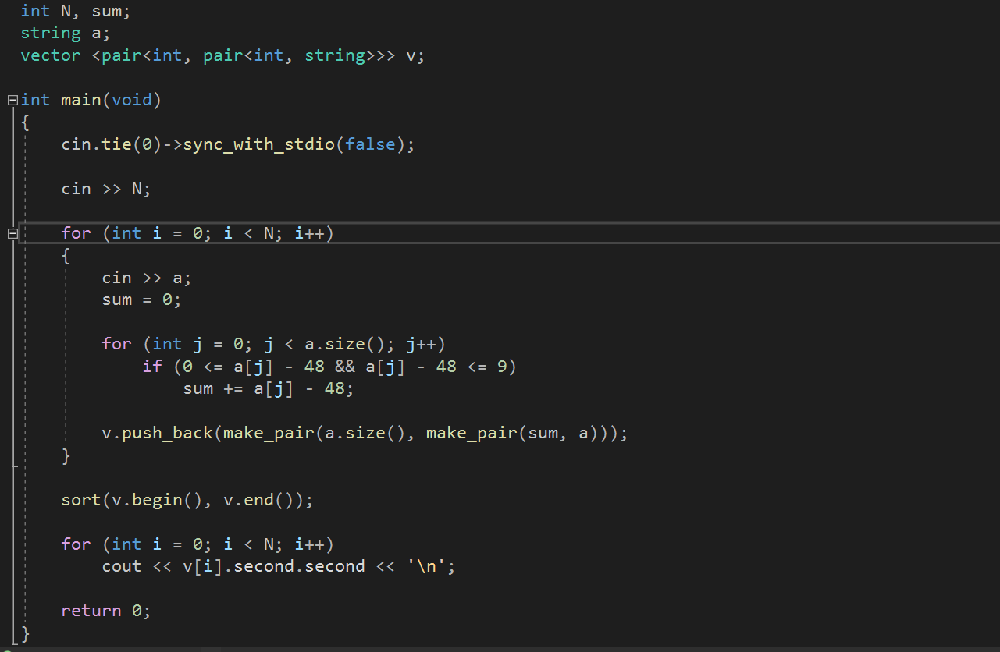 int N, sum;
string a;
vector <pair<int, pair<int, string>>> v;
int main(void)
{
    cin.tie(0)->sync_with_stdio(false);
    cin >> N;
    for (int i = 0; i < N; i++)
    {
        cin >> a;
        sum = 0;
        for (int j = 0; j < a.size(); j++)
            if (0 <= a[j] - 48 && a[j] - 48 <= 9)
                sum += a[j] - 48;
        v.push_back(make_pair(a.size(), make_pair(sum, a)));
    }
    sort(v.begin(), v.end());
    for (int i = 0; i < N; i++)
        cout << v[i].second.second << '\n';
    return 0;
}